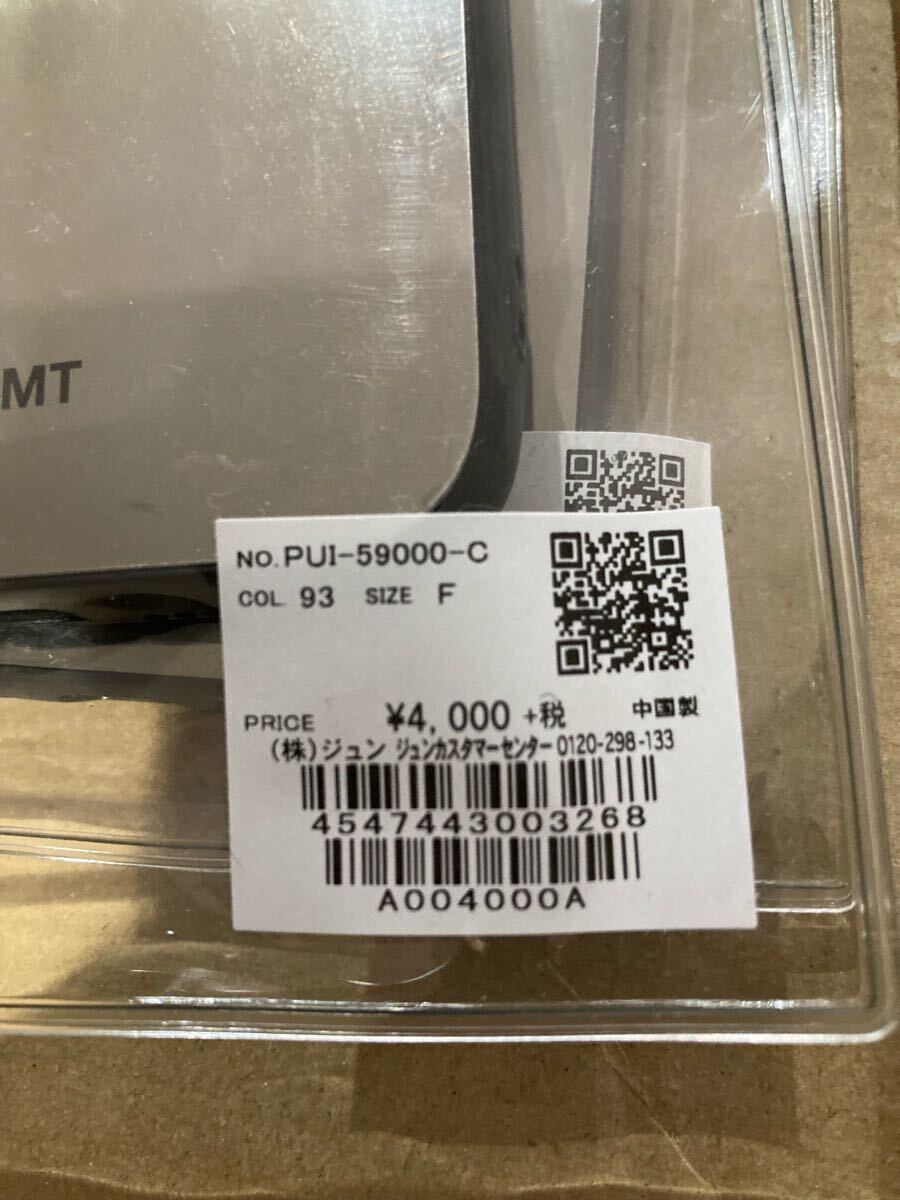 MT
NO. PUI-59000-C
COL. 93 SIZE F
PRICE ¥4,000 +税 中国製
(株)ジュン ジュンカスタマーセンター 0120-298-133
4547443003268
A004000A